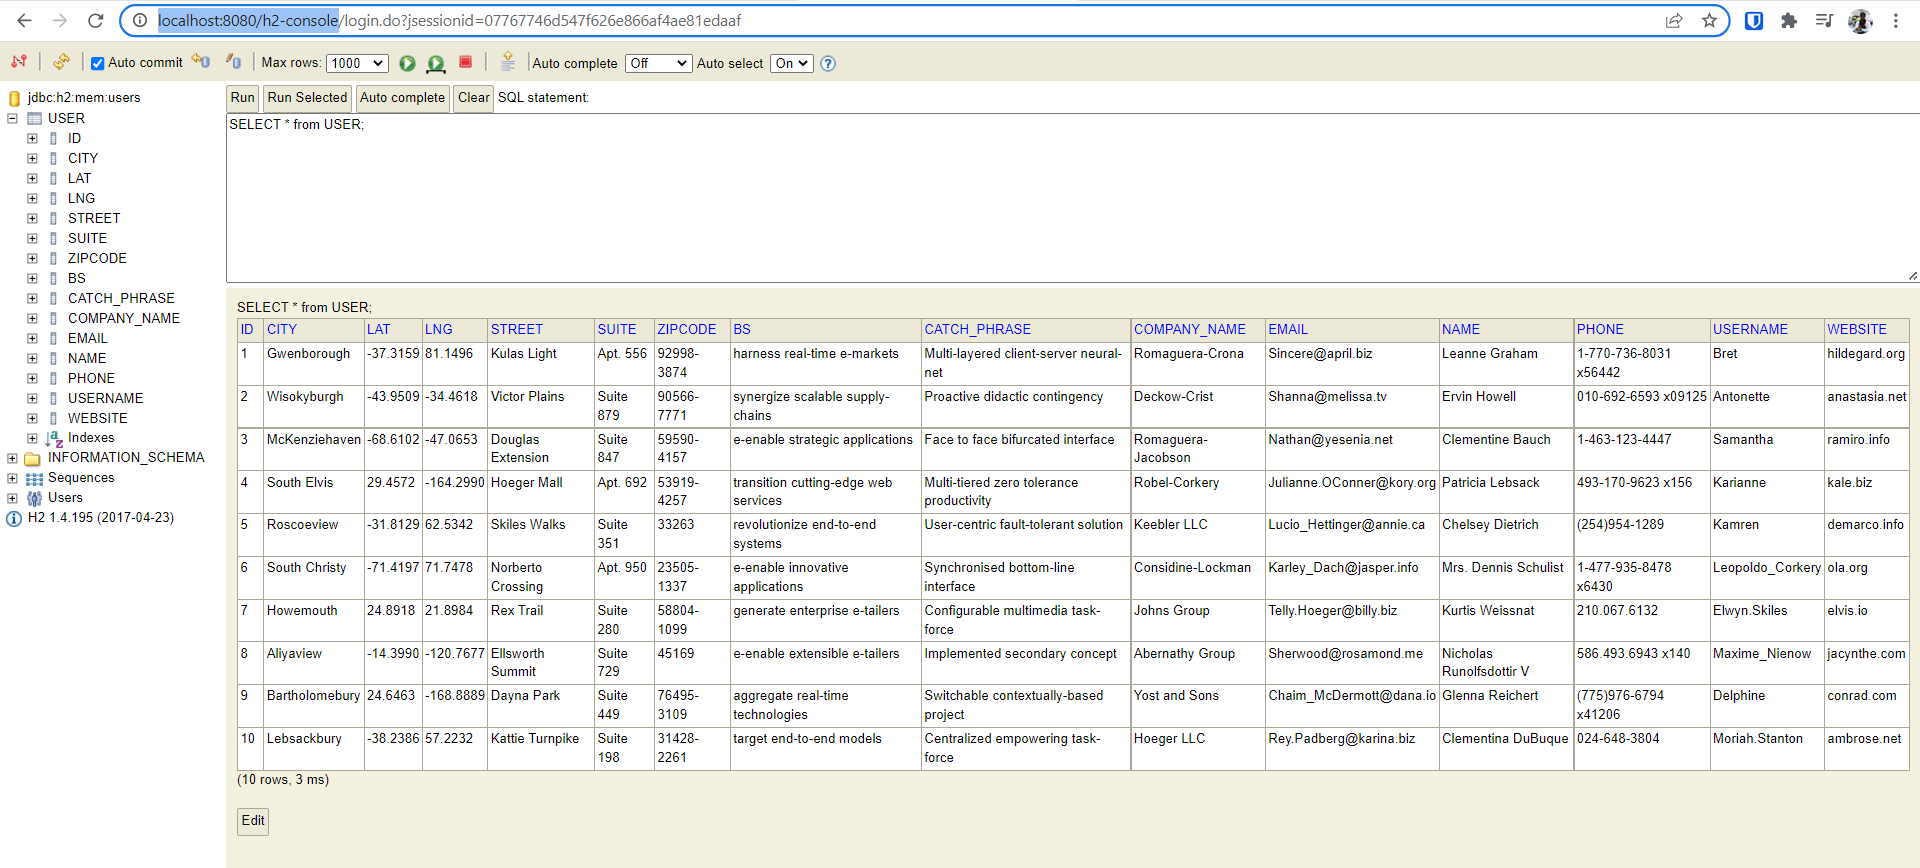 localhost:8080/h2-console/login.do?jsessionid=07767746d547f626e866af4ae81edaaf
Auto commit Max rows: 1000 Auto complete Off Auto select On
jdbc:h2:mem:users
USER
ID
CITY
LAT
LNG
STREET
SUITE
ZIPCODE
BS
CATCH_PHRASE
COMPANY_NAME
EMAIL
NAME
PHONE
USERNAME
WEBSITE
Indexes
INFORMATION_SCHEMA
Sequences
Users
H2 1.4.195 (2017-04-23)
Run Run Selected Auto complete Clear SQL statement:
SELECT * from USER;
SELECT * from USER;
ID CITY LAT LNG STREET SUITE ZIPCODE BS CATCH_PHRASE COMPANY_NAME EMAIL NAME PHONE USERNAME WEBSITE
1 Gwenborough -37.3159 81.1496 Kulas Light Apt. 556 92998- harness real-time e-markets Multi-layered client-server neural- Romaguera-Crona Sincere@april.biz Leanne Graham 1-770-736-8031 Bret hildegard.org
3874 net x56442
2 Wisokyburgh -43.9509 -34.4618 Victor Plains Suite 90566- synergize scalable supply- Proactive didactic contingency Deckow-Crist Shanna@melissa.tv Ervin Howell 010-692-6593 x09125 Antonette anastasia.net
879 7771 chains
3 McKenziehaven -68.6102 -47.0653 Douglas Suite 59590- e-enable strategic applications Face to face bifurcated interface Romaguera- Nathan@yesenia.net Clementine Bauch 1-463-123-4447 Samantha ramiro.info
Extension 847 4157 Jacobson
4 South Elvis 29.4572 -164.2990 Hoeger Mall Apt. 692 53919- transition cutting-edge web Multi-tiered zero tolerance Robel-Corkery Julianne.OConner@kory.org Patricia Lebsack 493-170-9623 x156 Karianne kale.biz
4257 services productivity
5 Roscoeview -31.8129 62.5342 Skiles Walks Suite 33263 revolutionize end-to-end User-centric fault-tolerant solution Keebler LLC Lucio_Hettinger@annie.ca Chelsey Dietrich (254)954-1289 Kamren demarco.info
351 systems
6 South Christy -71.4197 71.7478 Norberto Apt. 950 23505- e-enable innovative Synchronised bottom-line Considine-Lockman Karley_Dach@jasper.info Mrs. Dennis Schulist 1-477-935-8478 Leopoldo_Corkery ola.org
Crossing 1337 applications interface x6430
7 Howemouth 24.8918 21.8984 Rex Trail Suite 58804- generate enterprise e-tailers Configurable multimedia task- Johns Group Telly.Hoeger@billy.biz Kurtis Weissnat 210.067.6132 Elwyn.Skiles elvis.io
280 1099 force
8 Aliyaview -14.3990 -120.7677 Ellsworth Suite 45169 e-enable extensible e-tailers Implemented secondary concept Abernathy Group Sherwood@rosamond.me Nicholas 586.493.6943 x140 Maxime_Nienow jacynthe.com
Summit 729 Runolfsdottir V
9 Bartholomebury 24.6463 -168.8889 Dayna Park Suite 76495- aggregate real-time Switchable contextually-based Yost and Sons Chaim_McDermott@dana.io Glenna Reichert (775)976-6794 Delphine conrad.com
449 3109 technologies project x41206
10 Lebsackbury -38.2386 57.2232 Kattie Turnpike Suite 31428- target end-to-end models Centralized empowering task- Hoeger LLC Rey.Padberg@karina.biz Clementina DuBuque 024-648-3804 Moriah.Stanton ambrose.net
198 2261 force
(10 rows, 3 ms)
Edit